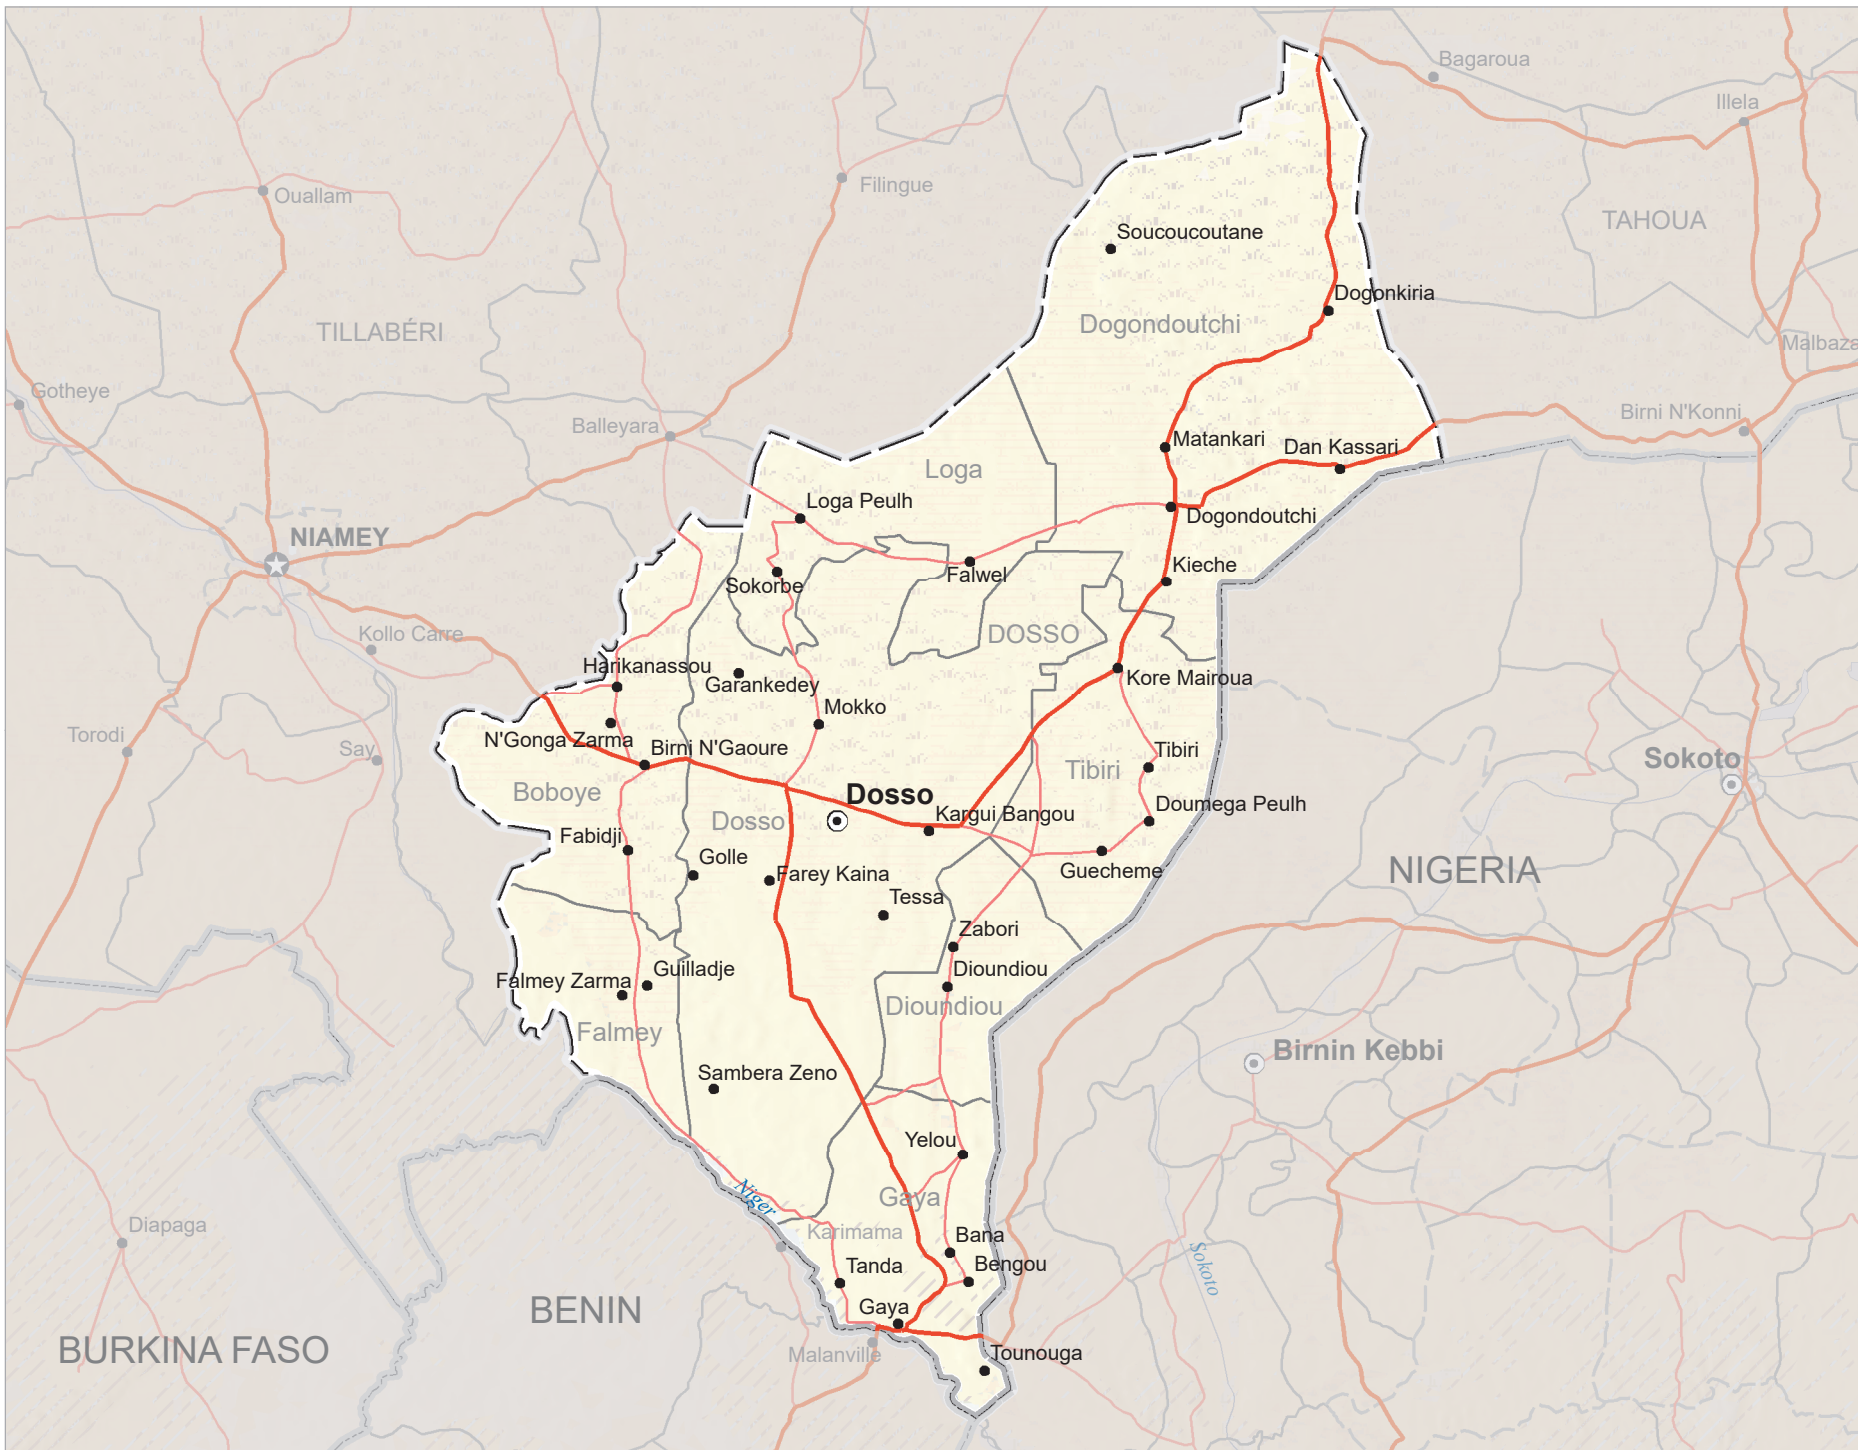 Bagaroua
Illela
Filingue
Ouallam
TAHOUA
Soucoucoutane
Dogonkiria
Dogondoutchi
TILLABÉRI
Malbaza
Gotheye
Birni N'Konni
Balleyara
Matankari
Dan Kassari
Loga
Loga Peulh
Dogondoutchi
NIAMEY
Kieche
Falwel
Sokorbe
Kollo Carre
DOSSO
Harikanassou
Garankedey
Kore Mairoua
Mokko
Torodi
N'Gonga Zarma
Say
Birni N'Gaoure
Tibiri
Sokoto
Tibiri
Boboye
Dosso
Doumega Peulh
Kargui Bangou
Dosso
Fabidji
Golle
Farey Kaina
Guecheme
NIGERIA
Tessa
Zabori
Guilladje
Dioundiou
Falmey Zarma
Dioundiou
Falmey
Birnin Kebbi
Sambera Zeno
Yelou
Niger
Gaya
Diapaga
Karimama
Bana
Tanda
Bengou
Sokoto
Gaya
BENIN
BURKINA FASO
Malanville
Tounouga